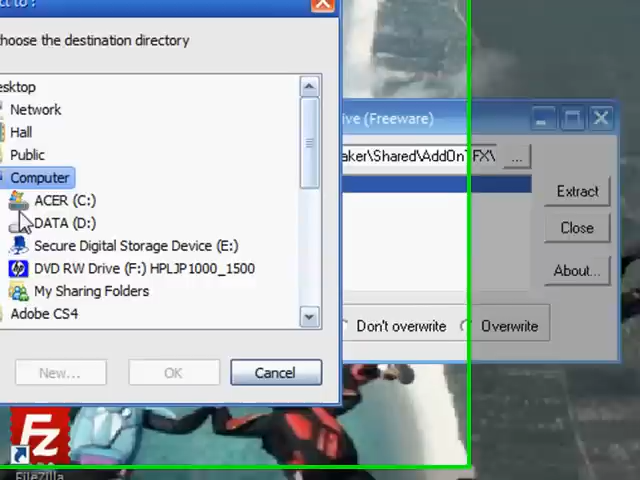 ct to :
hoose the destination directory
esktop
Network
Hall
Public
Computer
ACER (C:)
DATA (D:)
Secure Digital Storage Device (E:)
DVD RW Drive (F:) HPLJP1000_1500
My Sharing Folders
Adobe CS4
New...
OK
Cancel
ive (Freeware)
aker\Shared\AddOnTFX\
...
Extract
Close
About...
Don't overwrite
Overwrite
FZ
FileZilla